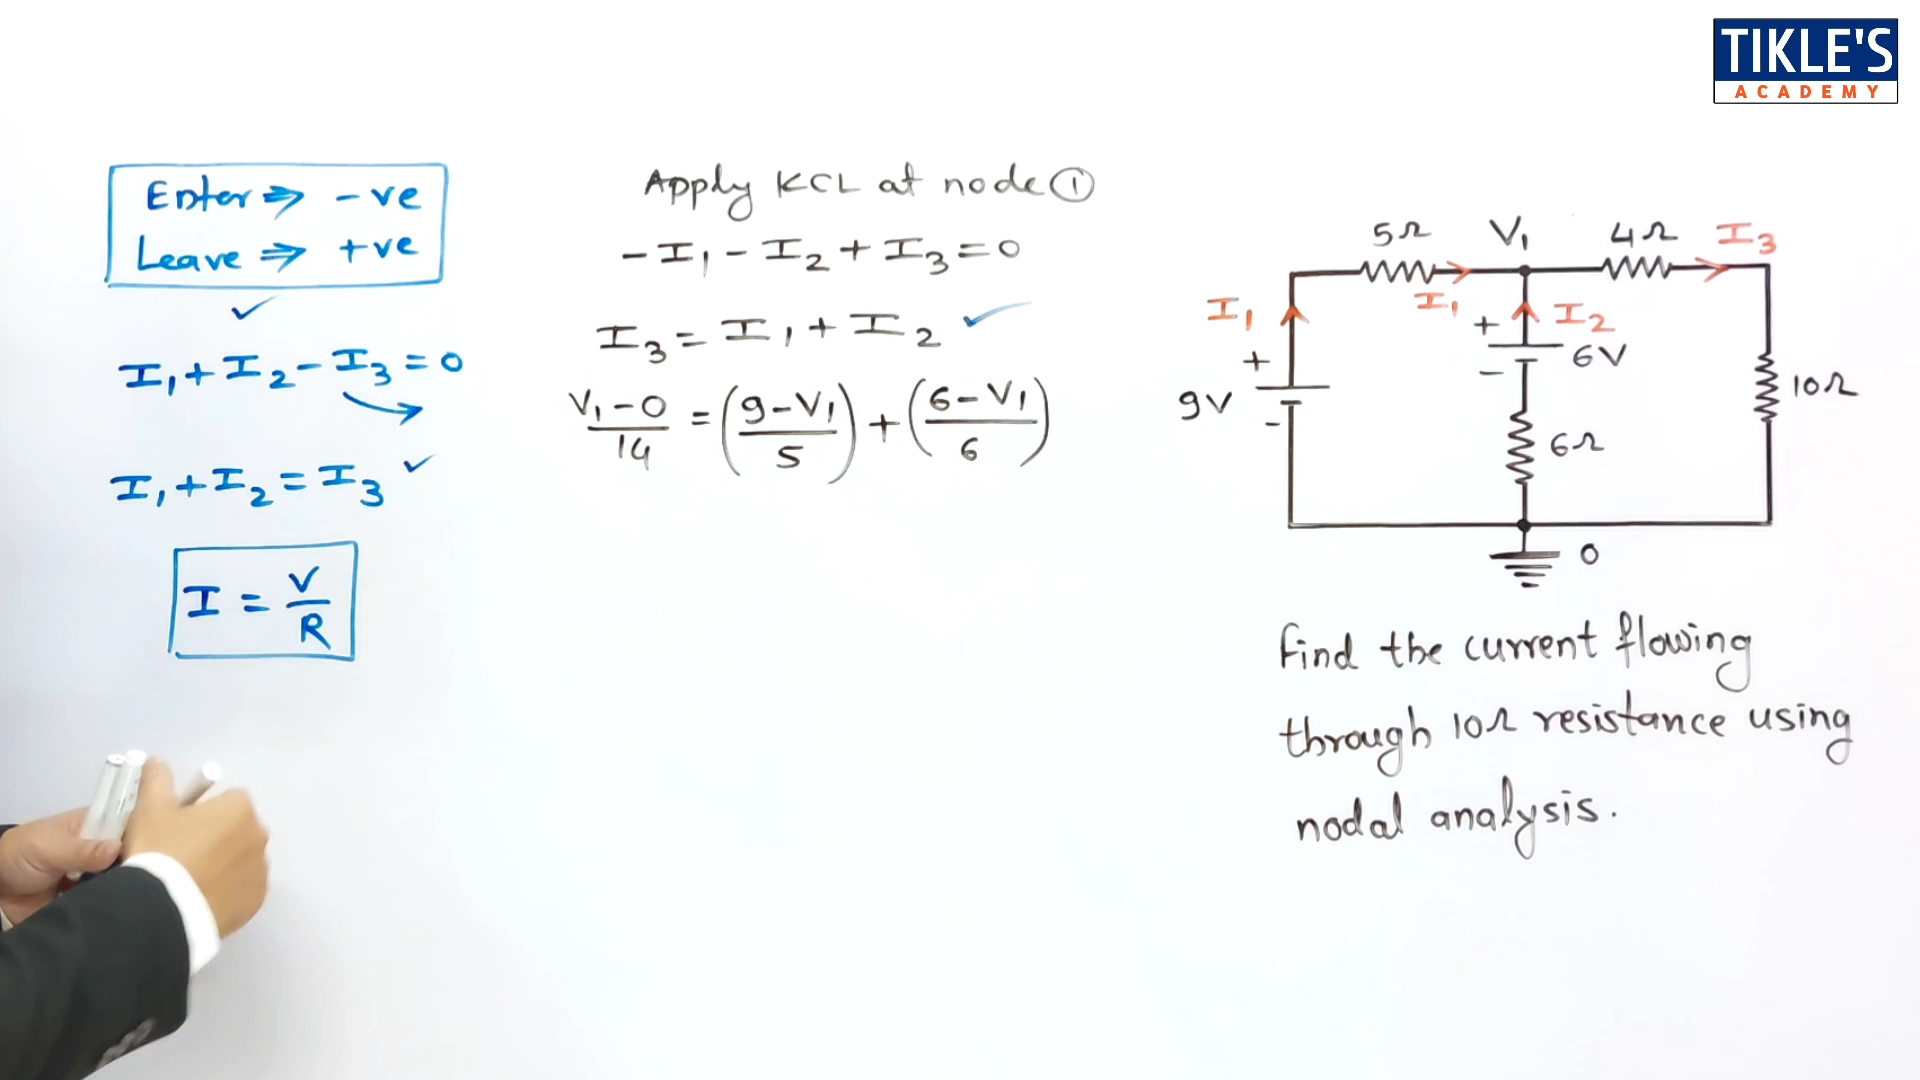 TIKLE'S
ACADEMY
Enter ⇒ -ve
Leave ⇒ +ve
✓
I₁ + I₂ - I₃ = 0
I₁ + I₂ = I₃ ✓
I = V/R
Apply KCL at node ①
-I₁ - I₂ + I₃ = 0
I₃ = I₁ + I₂ ✓
(V₁-0)/14 = ((9-V₁)/5) + ((6-V₁)/6)
5Ω V₁ 4Ω I₃
I₁ I₁ + I₂
+ - 6V
9V - 10Ω
6Ω
0
Find the current flowing
through 10Ω resistance using
nodal analysis.